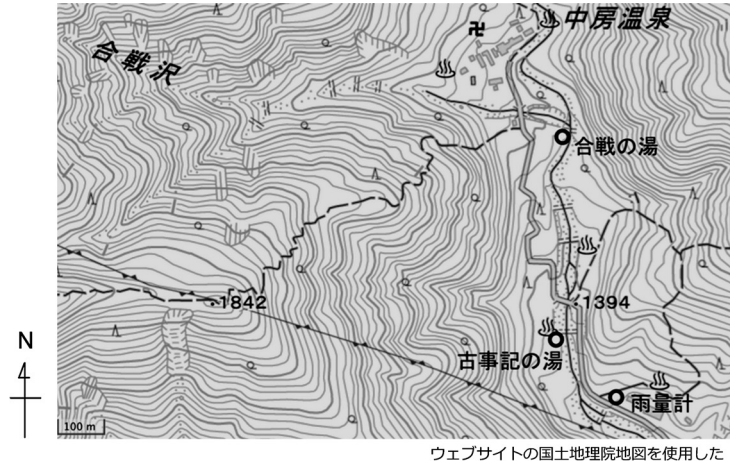 中房温泉
合戦沢
合戦の湯
1842
1394
古事記の湯
雨量計
N
100 m
ウェブサイトの国土地理院地図を使用した